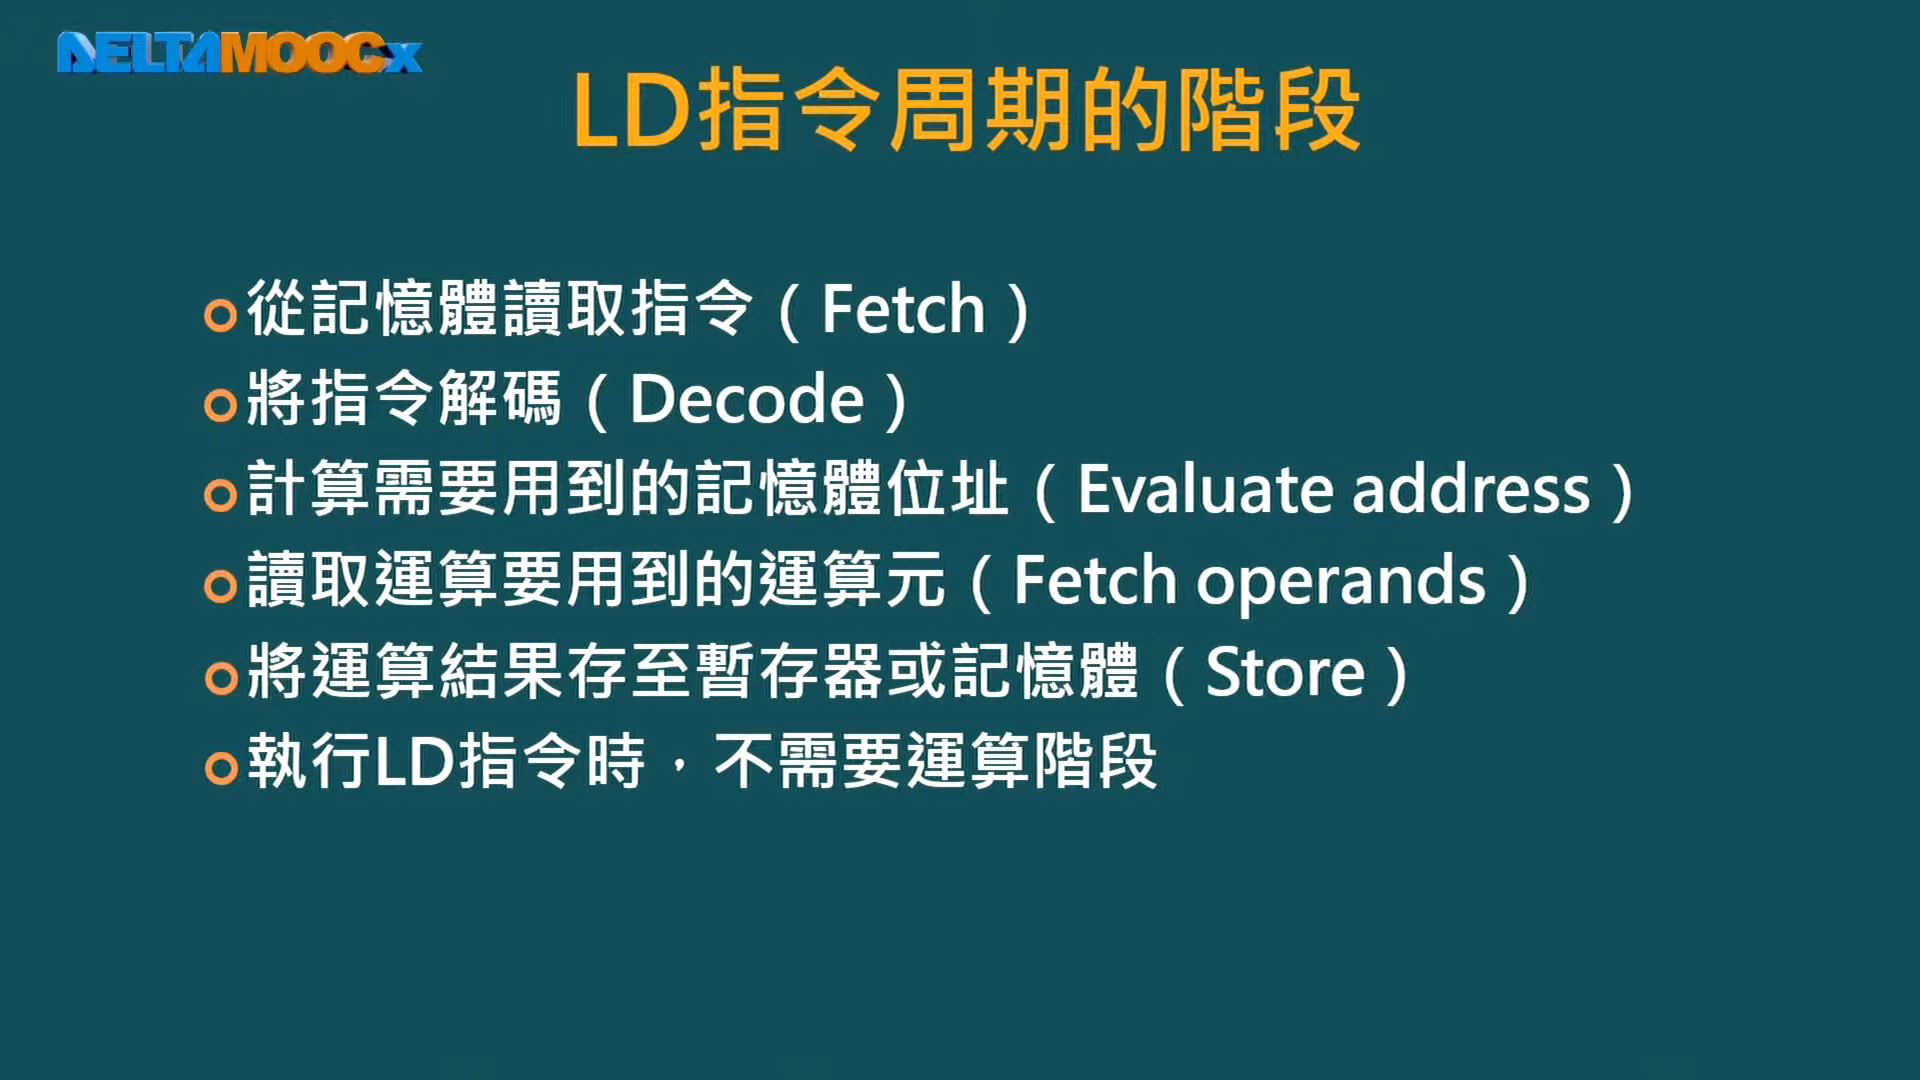 DELTAMOOCx
LD指令周期的階段
從記憶體讀取指令（Fetch）
將指令解碼（Decode）
計算需要用到的記憶體位址（Evaluate address）
讀取運算要用到的運算元（Fetch operands）
將運算結果存至暫存器或記憶體（Store）
執行LD指令時，不需要運算階段